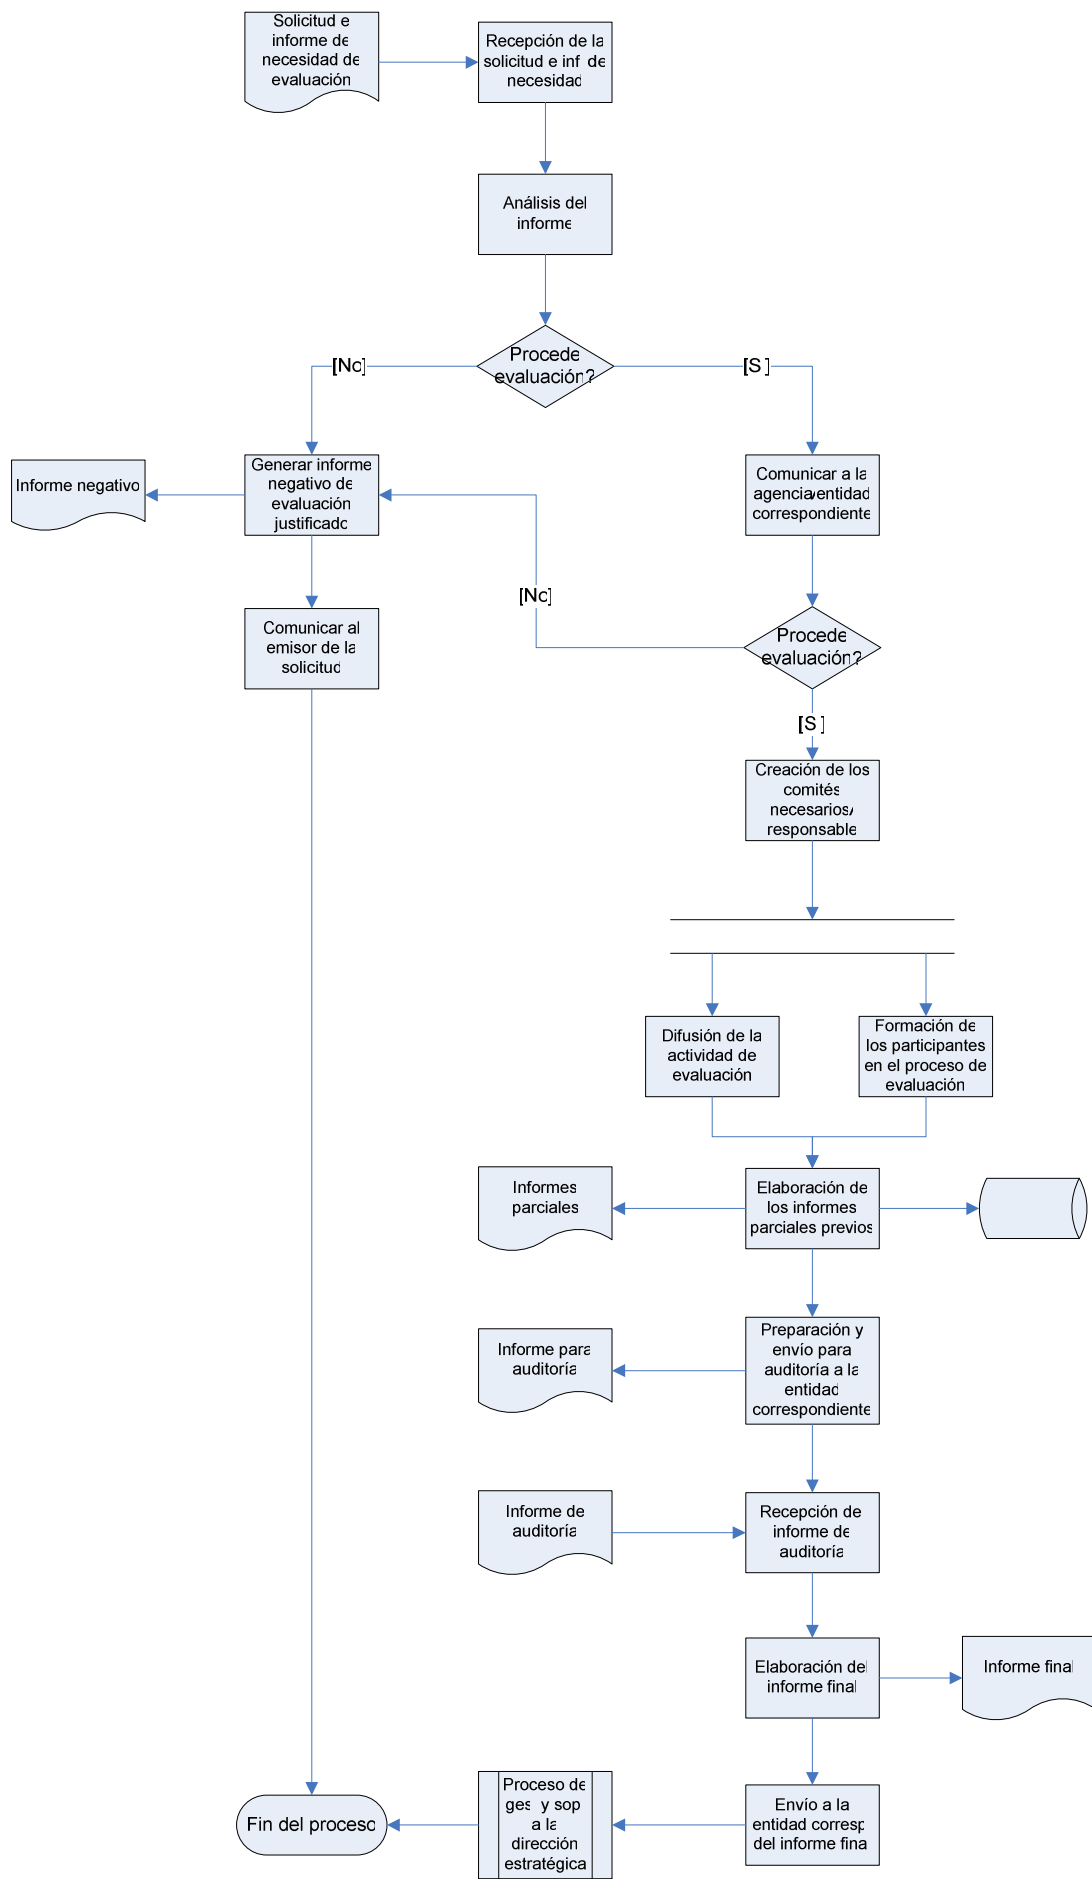 Solicitud e
informe de
necesidad de
evaluación
Recepción de la
solicitud e inf. de
necesidad
Análisis del
informe
Procede
evaluación?
[No]
[S ]
Generar informe
negativo de
evaluación
justificado
Informe negativo
Comunicar a la
agencia/entidad
correspondiente
[No]
Comunicar al
emisor de la
solicitud
Procede
evaluación?
[S ]
Creación de los
comités
necesarios/
responsable
Difusión de la
actividad de
evaluación
Formación de
los participantes
en el proceso de
evaluación
Informes
parciales
Elaboración de
los informes
parciales previos
Informe para
auditoría
Preparación y
envío para
auditoría a la
entidad
correspondiente
Informe de
auditoría
Recepción de
informe de
auditoría
Elaboración del
informe final
Informe final
Fin del proceso
Proceso de
ges y sop
a la
dirección
estratégica
Envío a la
entidad corresp
del informe final